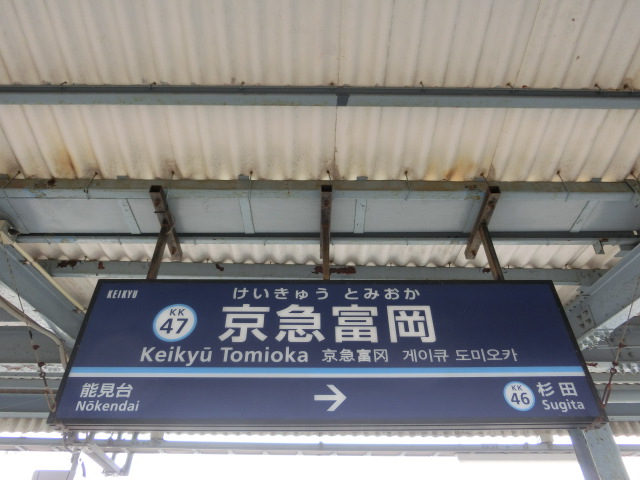 KEIKYU
けいきゅう とみおか
KK
47
京急富岡
Keikyū Tomioka 京急富冈 게이큐 도미오카
能見台
Nōkendai
→
KK
46
杉田
Sugita